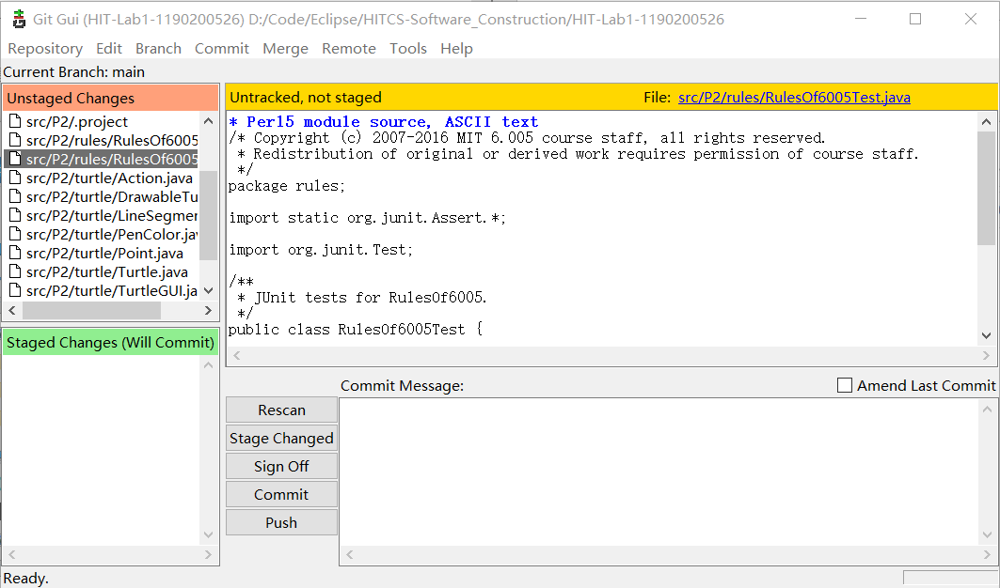 Git Gui (HIT-Lab1-1190200526) D:/Code/Eclipse/HITCS-Software_Construction/HIT-Lab1-1190200526
Repository Edit Branch Commit Merge Remote Tools Help
Current Branch: main
Unstaged Changes
src/P2/.project
src/P2/rules/RulesOf6005
src/P2/rules/RulesOf6005
src/P2/turtle/Action.java
src/P2/turtle/DrawableTu
src/P2/turtle/LineSegmer
src/P2/turtle/PenColor.jav
src/P2/turtle/Point.java
src/P2/turtle/Turtle.java
src/P2/turtle/TurtleGUI.ja
Staged Changes (Will Commit)
Untracked, not staged File: src/P2/rules/RulesOf6005Test.java
* Perl5 module source, ASCII text
/* Copyright (c) 2007-2016 MIT 6.005 course staff, all rights reserved.
* Redistribution of original or derived work requires permission of course staff.
*/
package rules;
import static org.junit.Assert.*;
import org.junit.Test;
/**
* JUnit tests for RulesOf6005.
*/
public class RulesOf6005Test {
Commit Message: Amend Last Commit
Rescan
Stage Changed
Sign Off
Commit
Push
Ready.